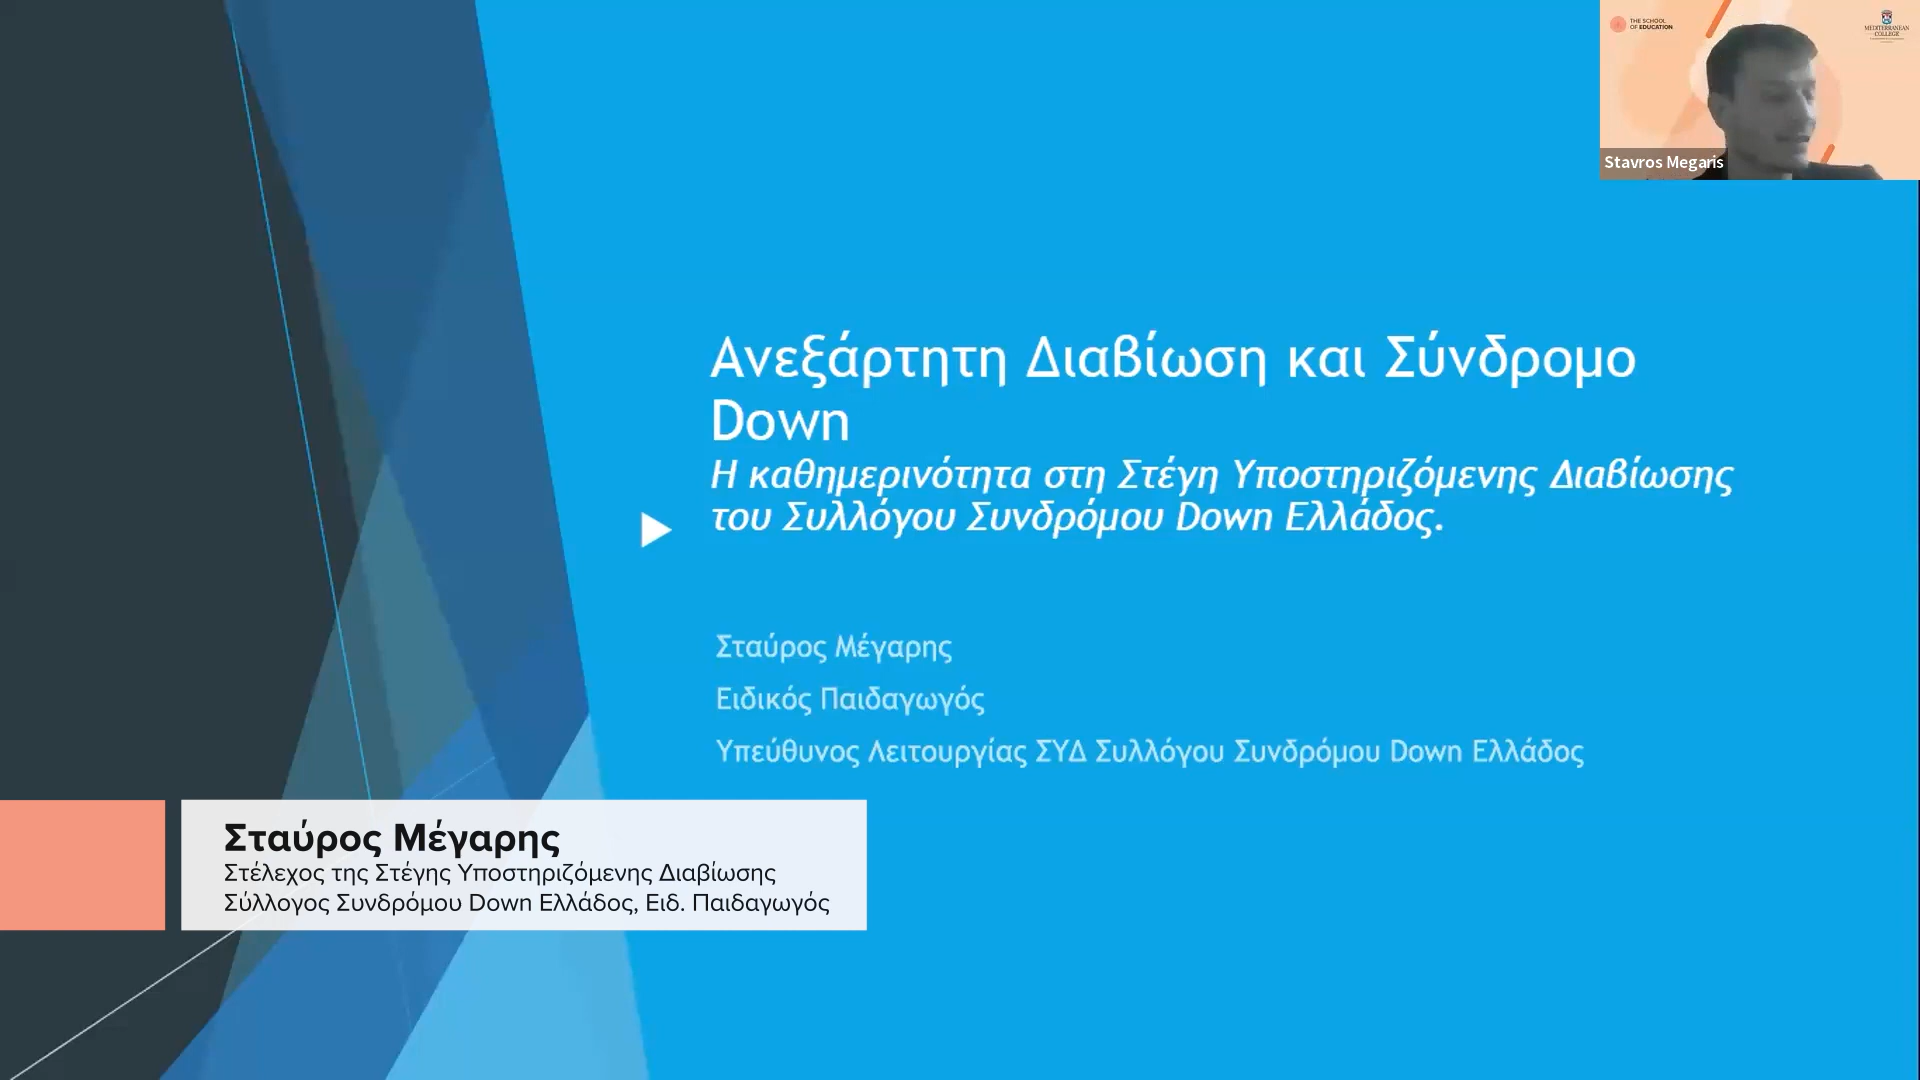 THE SCHOOL
OF EDUCATION
MEDITERRANEAN
COLLEGE
Stavros Megaris
Ανεξάρτητη Διαβίωση και Σύνδρομο
Down
Η καθημερινότητα στη Στέγη Υποστηριζόμενης Διαβίωσης
του Συλλόγου Συνδρόμου Down Ελλάδος.
Σταύρος Μέγαρης
Ειδικός Παιδαγωγός
Υπεύθυνος Λειτουργίας ΣΥΔ Συλλόγου Συνδρόμου Down Ελλάδος
Σταύρος Μέγαρης
Στέλεχος της Στέγης Υποστηριζόμενης Διαβίωσης
Σύλλογος Συνδρόμου Down Ελλάδος, Ειδ. Παιδαγωγός